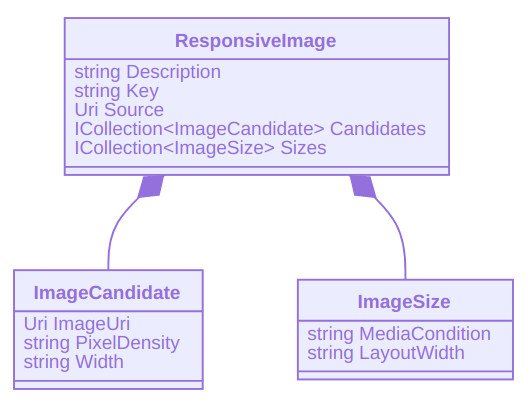 ResponsiveImage
string Description
string Key
Uri Source
ICollection<ImageCandidate> Candidates
ICollection<ImageSize> Sizes
ImageCandidate
Uri ImageUri
string PixelDensity
string Width
ImageSize
string MediaCondition
string LayoutWidth